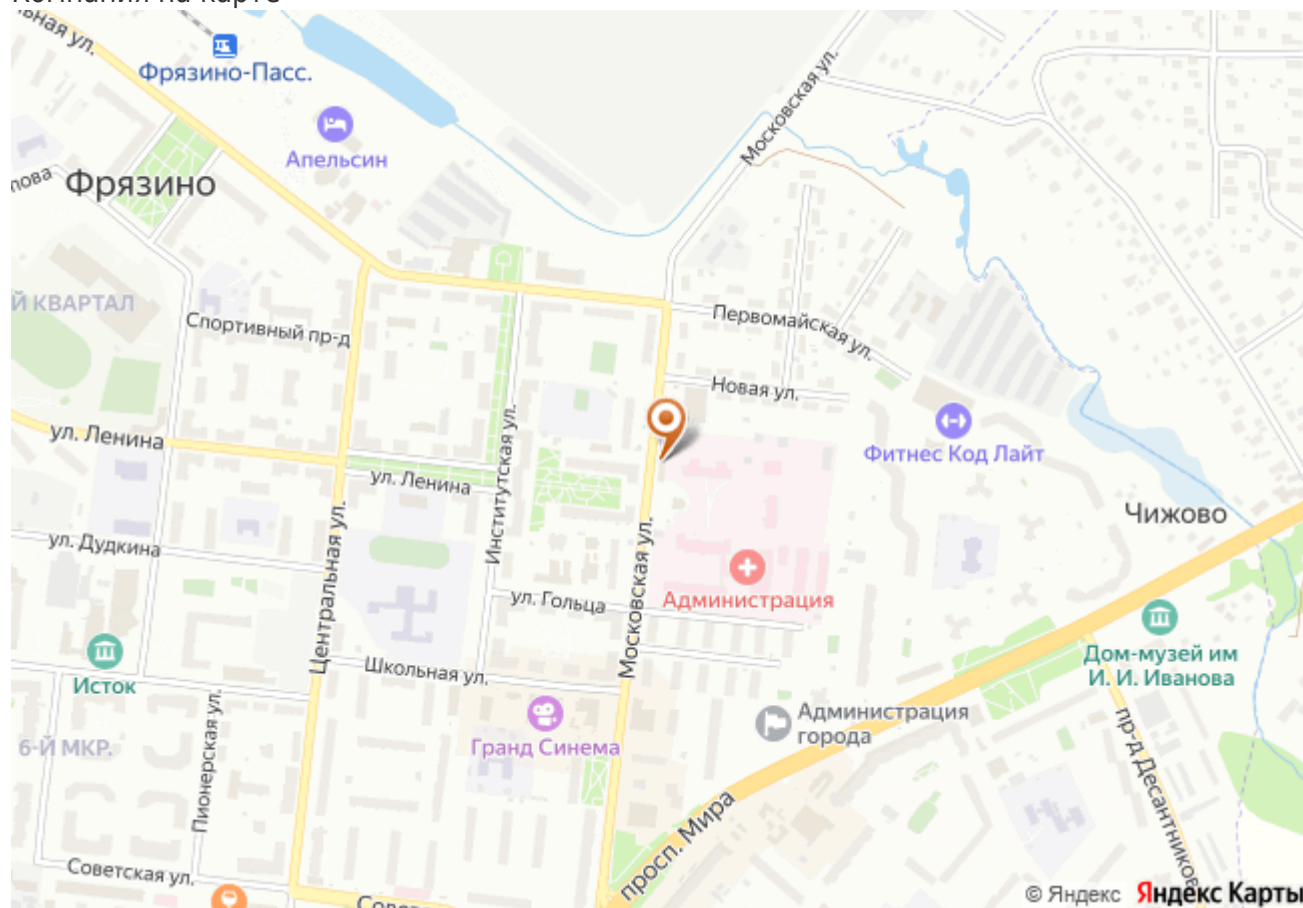 Компания на карте
ьная ул.
Фрязино-Пасс.
Московская ул.
Апельсин
Фрязино
пова
Й КВАРТАЛ
Спортивный пр-д
Первомайская ул.
Новая ул.
ул. Ленина
Фитнес Код Лайт
ул. Ленина
Институтская ул.
Чижово
ул. Дудкина
Центральная ул.
Московская ул.
ул. Гольца
Администрация
Исток
Школьная ул.
Дом-музей им
И. И. Иванова
Пионерская ул.
6-Й МКР.
Гранд Синема
Администрация
города
пр-д Десантников
просп. Мира
Советская ул.
© Яндекс Яндекс Карты